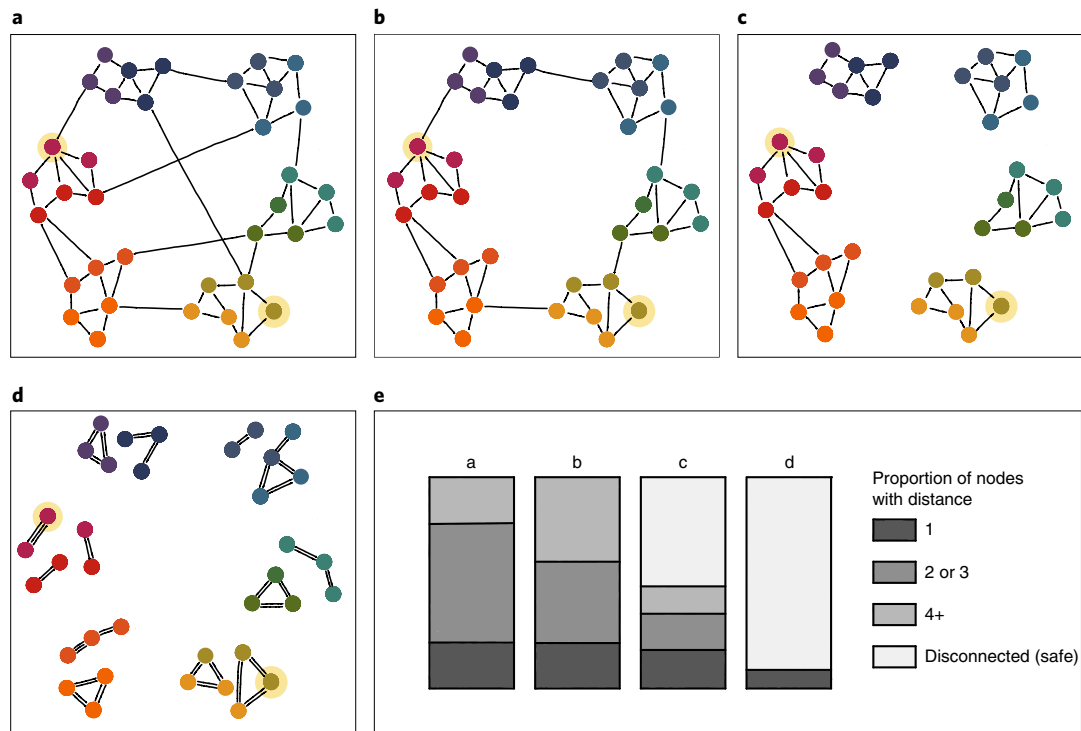 a
b
c
d
e
a b c d
Proportion of nodes
with distance
1
2 or 3
4+
Disconnected (safe)